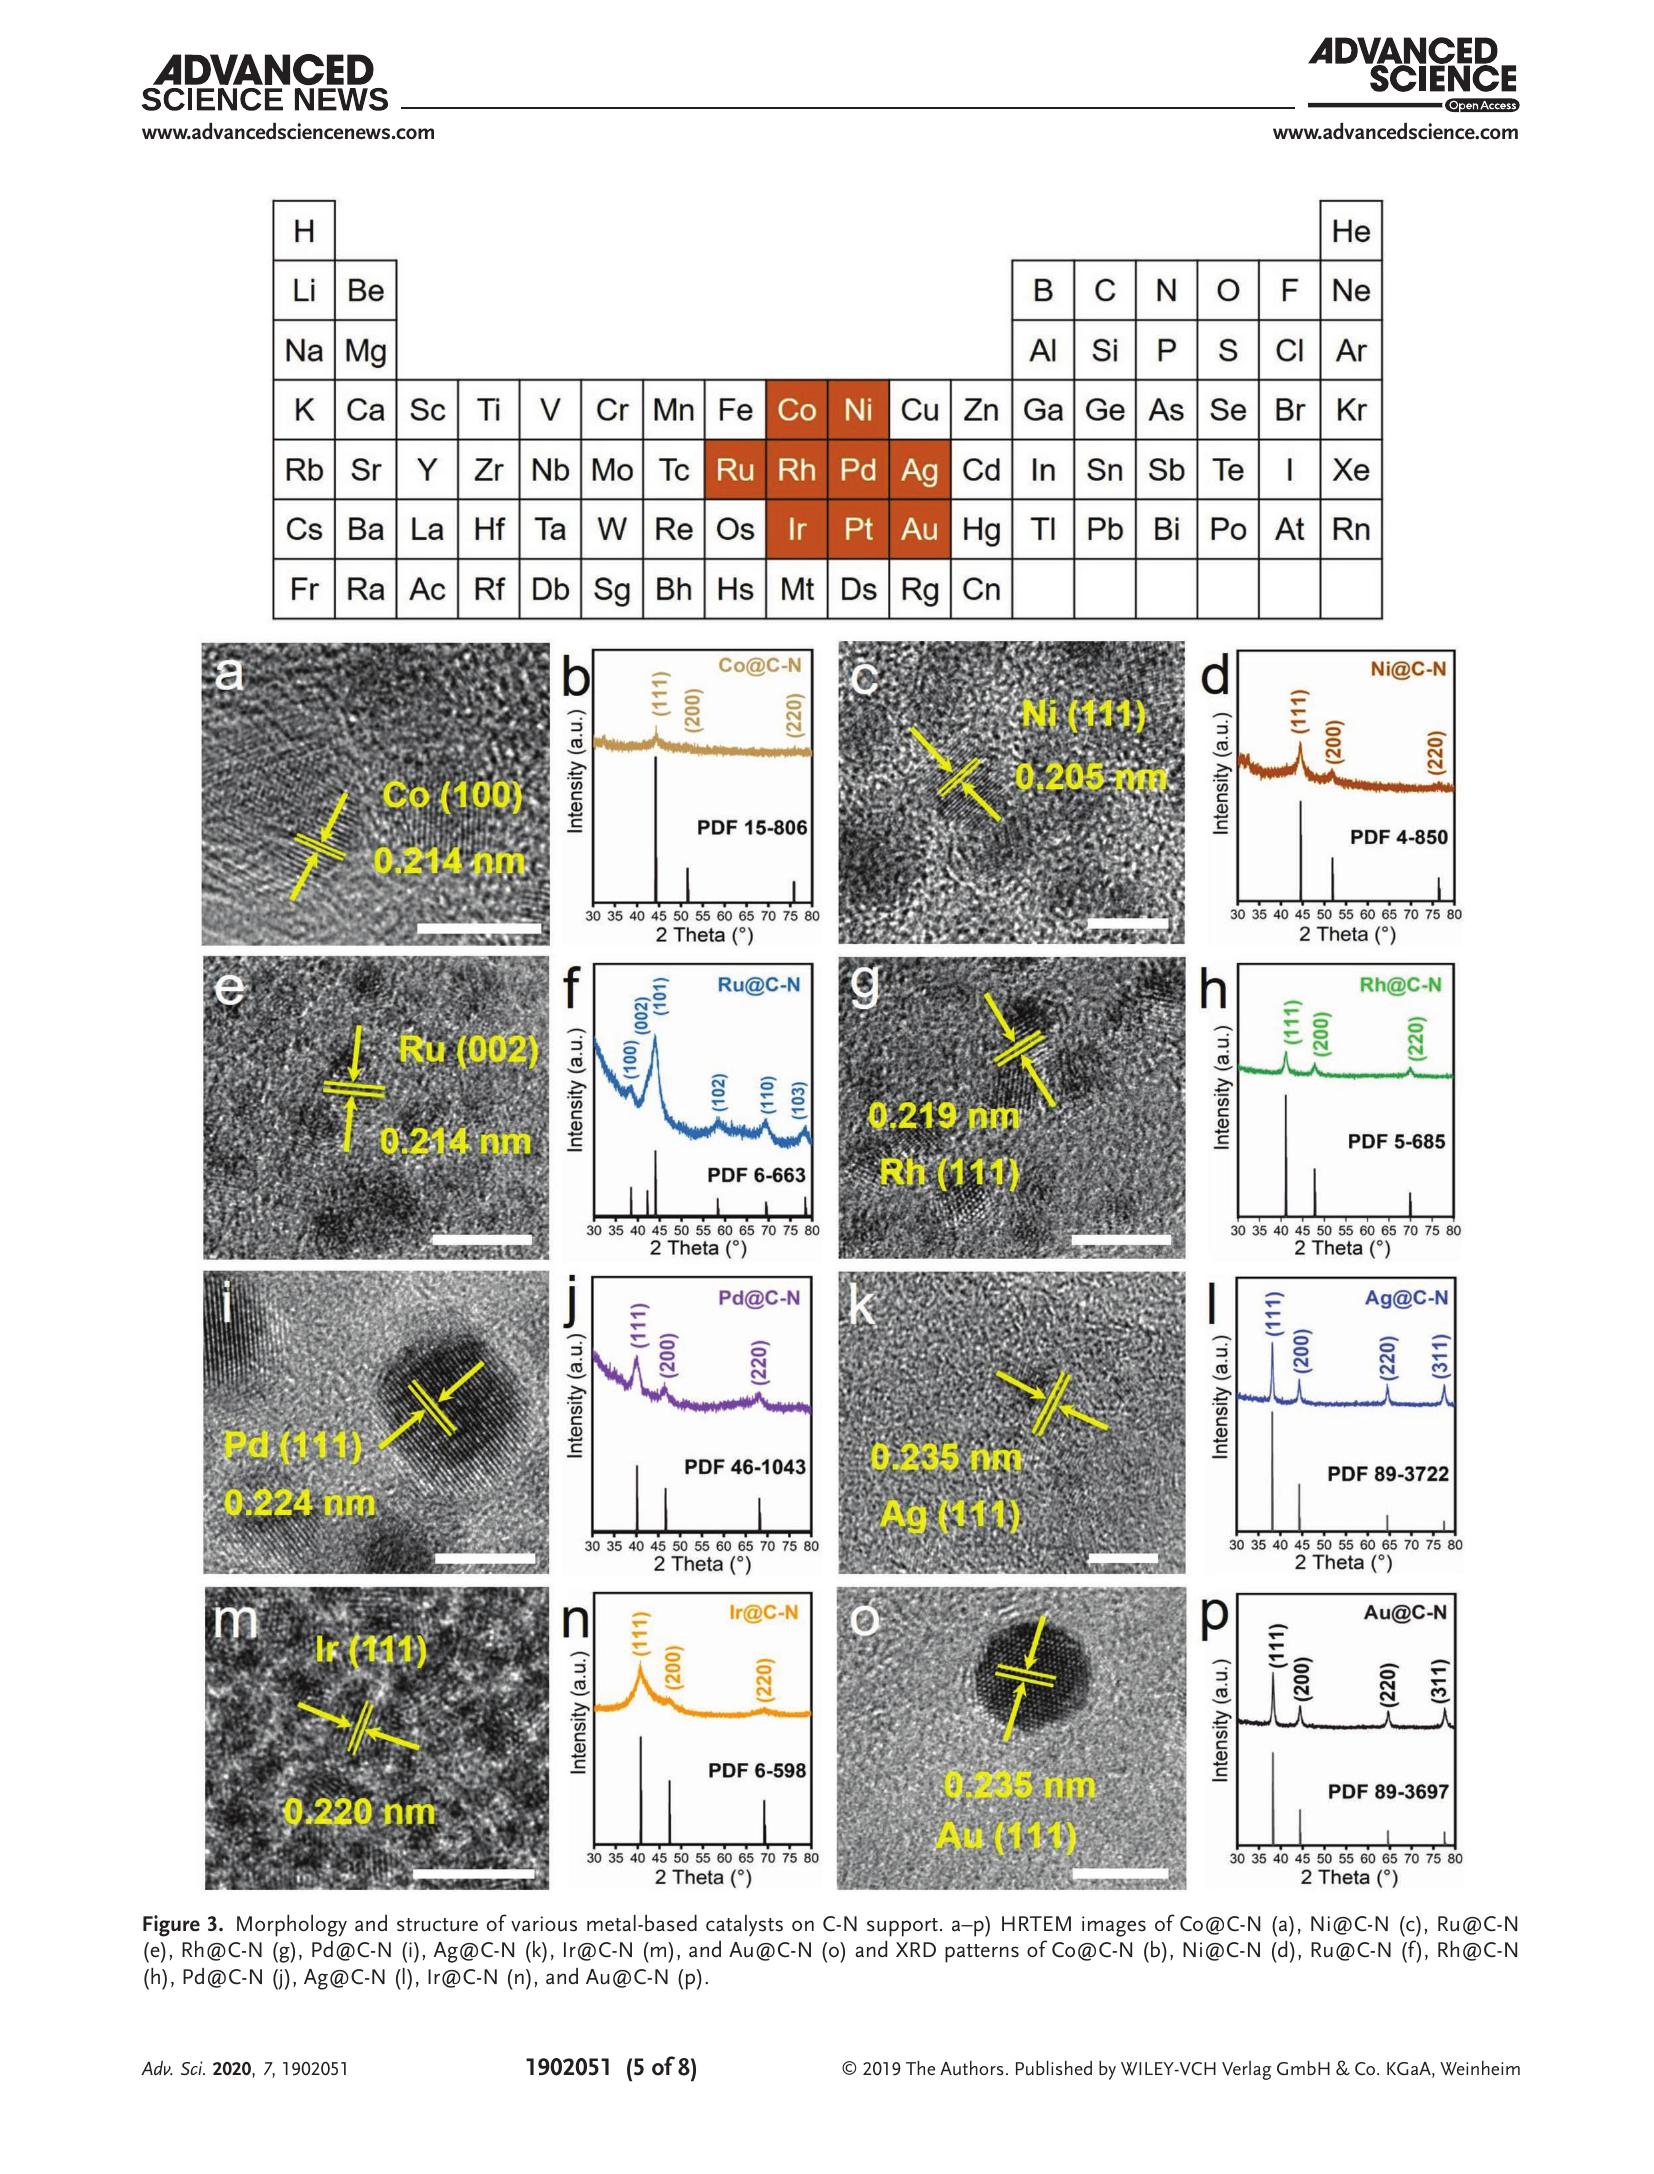 ADVANCED
SCIENCE NEWS
www.advancedsciencenews.com
ADVANCED
SCIENCE
Open Access
www.advancedscience.com
H He
Li Be B C N O F Ne
Na Mg Al Si P S Cl Ar
K Ca Sc Ti V Cr Mn Fe Co Ni Cu Zn Ga Ge As Se Br Kr
Rb Sr Y Zr Nb Mo Tc Ru Rh Pd Ag Cd In Sn Sb Te I Xe
Cs Ba La Hf Ta W Re Os Ir Pt Au Hg Tl Pb Bi Po At Rn
Fr Ra Ac Rf Db Sg Bh Hs Mt Ds Rg Cn
a
Co (100)
0.214 nm
b
Co@C-N
(111)
(200)
(220)
PDF 15-806
Intensity (a.u.)
30 35 40 45 50 55 60 65 70 75 80
2 Theta (°)
c
Ni (111)
0.205 nm
d
Ni@C-N
(111)
(200)
(220)
PDF 4-850
Intensity (a.u.)
30 35 40 45 50 55 60 65 70 75 80
2 Theta (°)
e
Ru (002)
0.214 nm
f
Ru@C-N
(100)
(002)
(101)
(102)
(110)
(103)
PDF 6-663
Intensity (a.u.)
30 35 40 45 50 55 60 65 70 75 80
2 Theta (°)
g
0.219 nm
Rh (111)
h
Rh@C-N
(111)
(200)
(220)
PDF 5-685
Intensity (a.u.)
30 35 40 45 50 55 60 65 70 75 80
2 Theta (°)
i
Pd (111)
0.224 nm
j
Pd@C-N
(111)
(200)
(220)
PDF 46-1043
Intensity (a.u.)
30 35 40 45 50 55 60 65 70 75 80
2 Theta (°)
k
0.235 nm
Ag (111)
l
Ag@C-N
(111)
(200)
(220)
(311)
PDF 89-3722
Intensity (a.u.)
30 35 40 45 50 55 60 65 70 75 80
2 Theta (°)
m
Ir (111)
0.220 nm
n
Ir@C-N
(111)
(200)
(220)
PDF 6-598
Intensity (a.u.)
30 35 40 45 50 55 60 65 70 75 80
2 Theta (°)
o
0.235 nm
Au (111)
p
Au@C-N
(111)
(200)
(220)
(311)
PDF 89-3697
Intensity (a.u.)
30 35 40 45 50 55 60 65 70 75 80
2 Theta (°)
Figure 3. Morphology and structure of various metal-based catalysts on C-N support. a–p) HRTEM images of Co@C-N (a), Ni@C-N (c), Ru@C-N
(e), Rh@C-N (g), Pd@C-N (i), Ag@C-N (k), Ir@C-N (m), and Au@C-N (o) and XRD patterns of Co@C-N (b), Ni@C-N (d), Ru@C-N (f), Rh@C-N
(h), Pd@C-N (j), Ag@C-N (l), Ir@C-N (n), and Au@C-N (p).
Adv. Sci. 2020, 7, 1902051
1902051 (5 of 8)
© 2019 The Authors. Published by WILEY-VCH Verlag GmbH & Co. KGaA, Weinheim